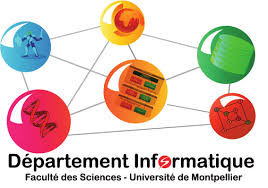 Département Informatique
Faculté des Sciences - Université de Montpellier